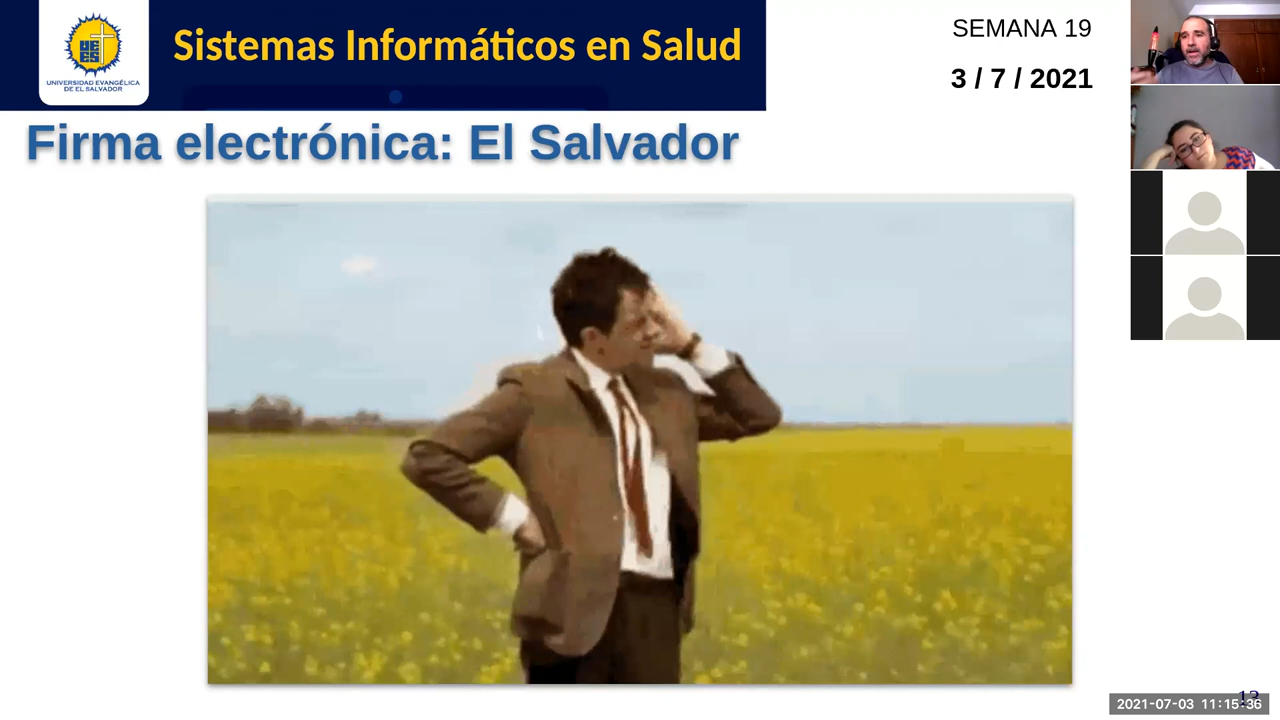 Sistemas Informáticos en Salud
UNIVERSIDAD EVANGÉLICA
DE EL SALVADOR
SEMANA 19
3 / 7 / 2021
Firma electrónica: El Salvador
2021-07-03 11:15:36